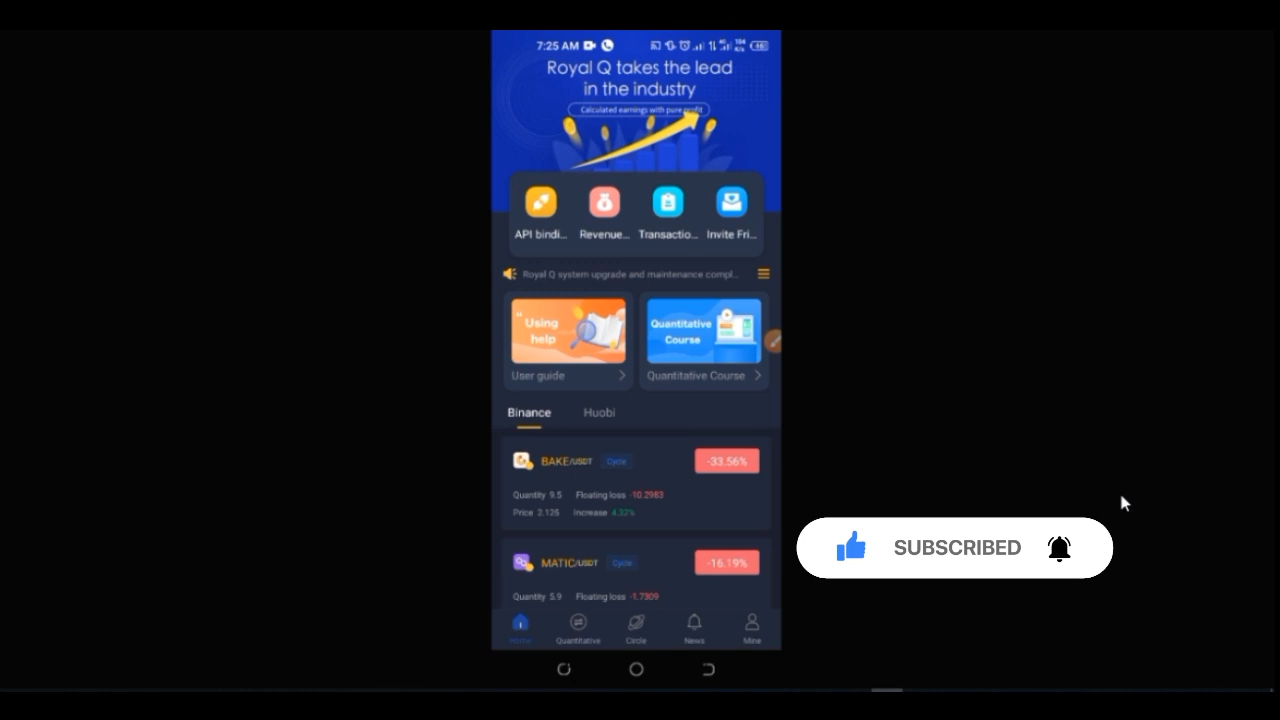 7:25 AM
Royal Q takes the lead
in the industry
Calculated earnings with pure profit
API bindi... Revenue... Transactio... Invite Fri...
Royal Q system upgrade and maintenance compl...
"Using
help
Quantitative
Course
User guide
Quantitative Course
Binance Huobi
BAKE/USDT Cycle -33.56%
Quantity 9.5 Floating loss -10.2983
Price 2.125 Increase 4.32%
MATIC/USDT Cycle -16.19%
Quantity 5.9 Floating loss -1.7309
Home Quantitative Circle News Mine
SUBSCRIBED